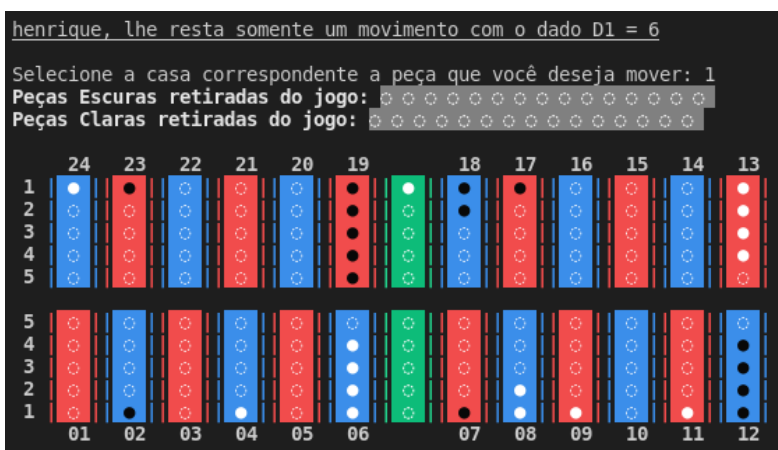 henrique, lhe resta somente um movimento com o dado D1 = 6
Selecione a casa correspondente a peça que você deseja mover: 1
Peças Escuras retiradas do jogo:
Peças Claras retiradas do jogo:
24 23 22 21 20 19 18 17 16 15 14 13
1
2
3
4
5
5
4
3
2
1
01 02 03 04 05 06 07 08 09 10 11 12